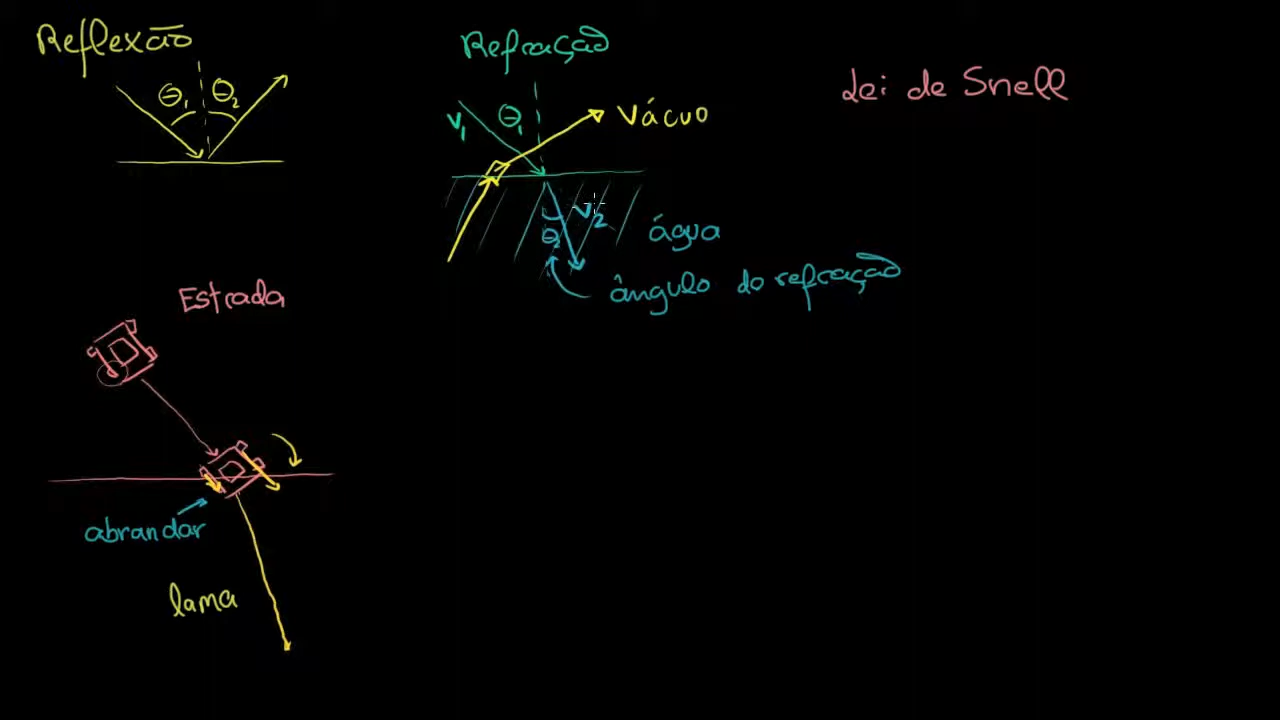 Reflexão
θ1 θ2
Refração
v1 θ1
Vácuo
v2
θ2
água
ângulo do refração
Lei de Snell
Estrada
abrandar
lama